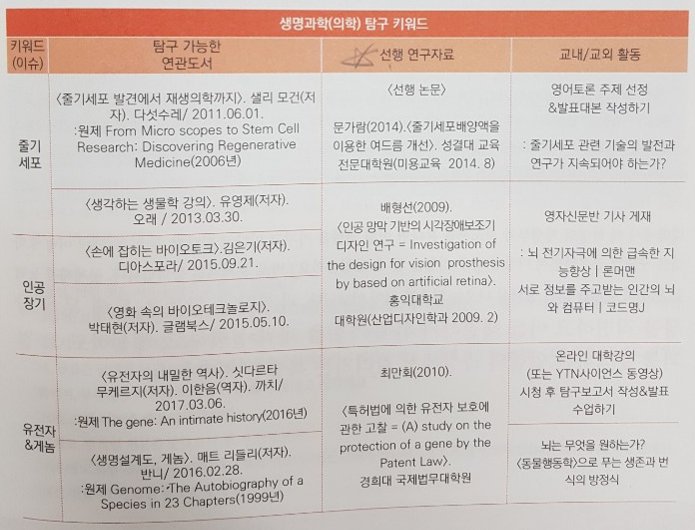 생명과학(의학) 탐구 키워드
키워드
(이슈)
탐구 가능한
연관도서
선행 연구자료
교내/교외 활동
줄기
세포
<줄기세포 발견에서 재생의학까지>. 샐리 모건(저
자). 다섯수레/ 2011.06.01.
:원제 From Micro scopes to Stem Cell
Research: Discovering Regenerative
Medicine(2006년)
<생각하는 생물학 강의>. 유영제(저자).
오래 / 2013.03.30.
<선행 논문>
문가람(2014).<줄기세포배양액을
이용한 여드름 개선>. 성결대 교육
전문대학원(미용교육 2014. 8)
영어토론 주제 선정
&발표대본 작성하기
: 줄기세포 관련 기술의 발전과
연구가 지속되어야 하는가?
인공
장기
<손에 잡히는 바이오토크>.김은기(저자).
디아스포라/ 2015.09.21.
<영화 속의 바이오테크놀로지>.
박태현(저자). 글램북스/ 2015.05.10.
배형선(2009).
<인공 망막 기반의 시각장애보조기
디자인 연구 = Investigation of
the design for vision prosthesis
by based on artificial retina>.
홍익대학교
대학원(산업디자인학과 2009. 2)
영자신문반 기사 게재
: 뇌 전기자극에 의한 급속한 지
능향상 | 론머맨
서로 정보를 주고받는 인간의 뇌
와 컴퓨터 | 코드명J
유전자
&게놈
<유전자의 내밀한 역사>. 싯다르타
무케르지(저자). 이한음(역자). 까치/
2017.03.06.
:원제 The gene: An intimate history(2016년)
<생명설계도, 게놈>. 매트 리들리(저자).
반니/ 2016.02.28.
:원제 Genome: The Autobiography of a
Species in 23 Chapters(1999년)
최만회(2010).
<특허법에 의한 유전자 보호에
관한 고찰 = (A) study on the
protection of a gene by the
Patent Law>.
경희대 국제법무대학원
온라인 대학강의
(또는 YTN사이언스 동영상)
시청 후 탐구보고서 작성&발표
수업하기
뇌는 무엇을 원하는가?
<동물행동학>으로 푸는 생존과 번
식의 방정식